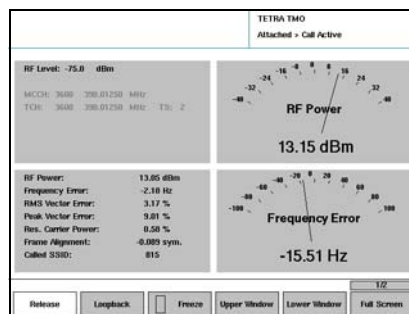 TETRA TMO
Attached > Call Active
RF Level: -75.0 dBm
MCCH: 3600 390.01250 MHz
TCH: 3600 390.01250 MHz TS: 2
-40 -32 -24 -16 -8 0 8 16 24 32 40
RF Power
13.15 dBm
RF Power: 13.05 dBm
Frequency Error: -2.10 Hz
RMS Vector Error: 3.17 %
Peak Vector Error: 9.01 %
Res. Carrier Power: 0.50 %
Frame Alignment: -0.089 sym.
Called SSID: 815
-100 -80 -60 -40 -20 0 20 40 60 80 100
Frequency Error
-15.51 Hz
1/2
Release Loopback Freeze Upper Window Lower Window Full Screen